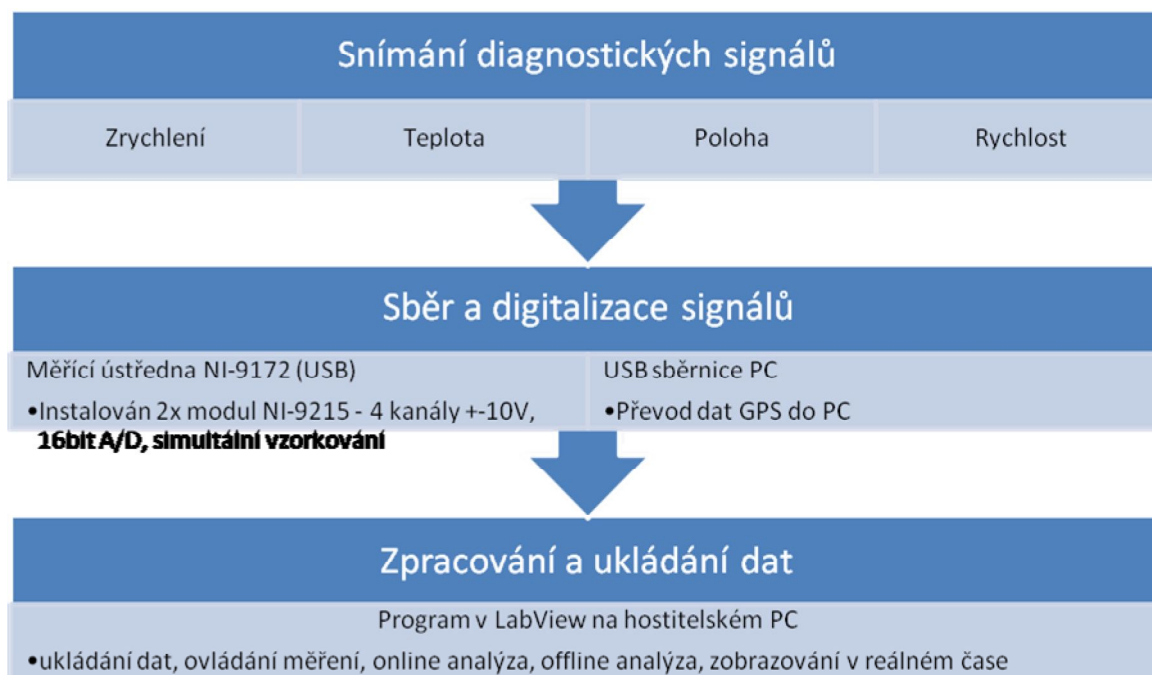 Snímání diagnostických signálů
Zrychlení Teplota Poloha Rychlost
Sběr a digitalizace signálů
Měřící ústředna NI-9172 (USB)
•Instalován 2x modul NI-9215 - 4 kanály +-10V,
16bit A/D, simultální vzorkování
USB sběrnice PC
•Převod dat GPS do PC
Zpracování a ukládání dat
Program v LabView na hostitelském PC
•ukládání dat, ovládání měření, online analýza, offline analýza, zobrazování v reálném čase